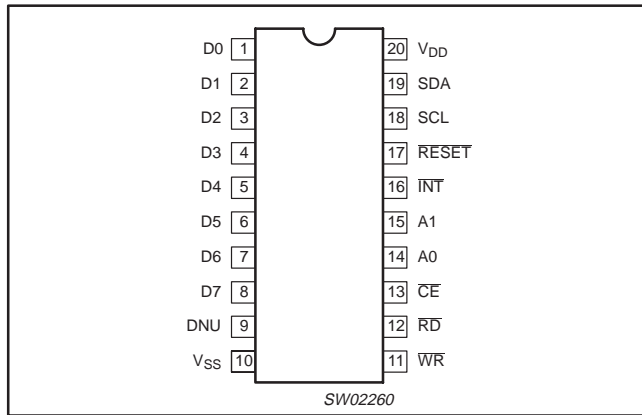 D0 1 20 VDD
D1 2 19 SDA
D2 3 18 SCL
D3 4 17 RESET
D4 5 16 INT
D5 6 15 A1
D6 7 14 A0
D7 8 13 CE
DNU 9 12 RD
VSS 10 11 WR
SW02260